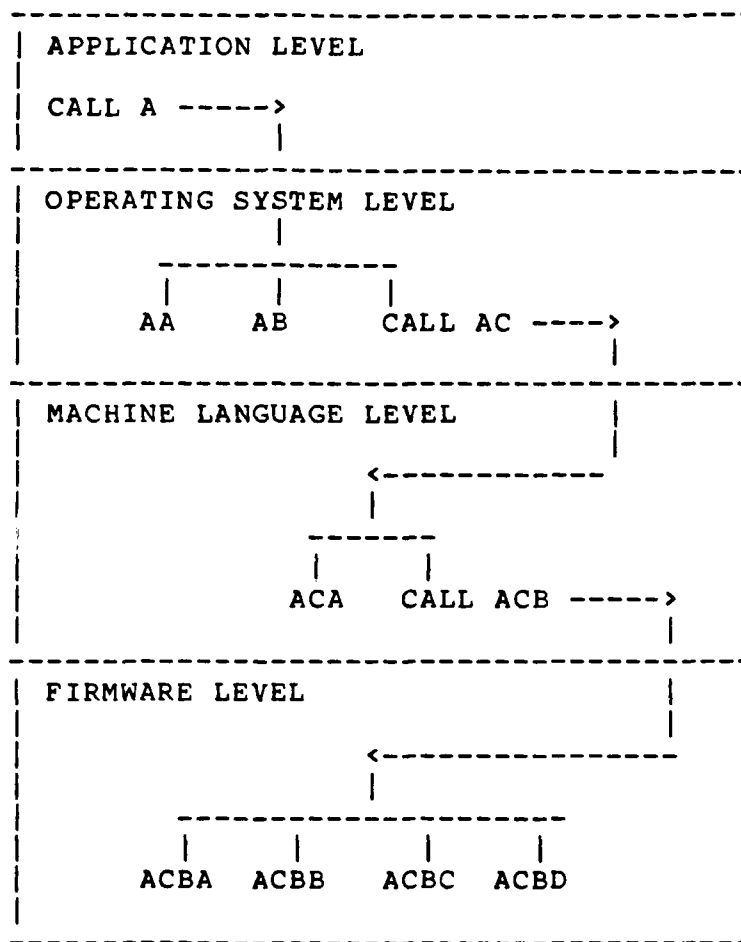 APPLICATION LEVEL
CALL A ----->
OPERATING SYSTEM LEVEL
AA AB CALL AC ---->
MACHINE LANGUAGE LEVEL
ACA CALL ACB ----->
FIRMWARE LEVEL
ACBA ACBB ACBC ACBD